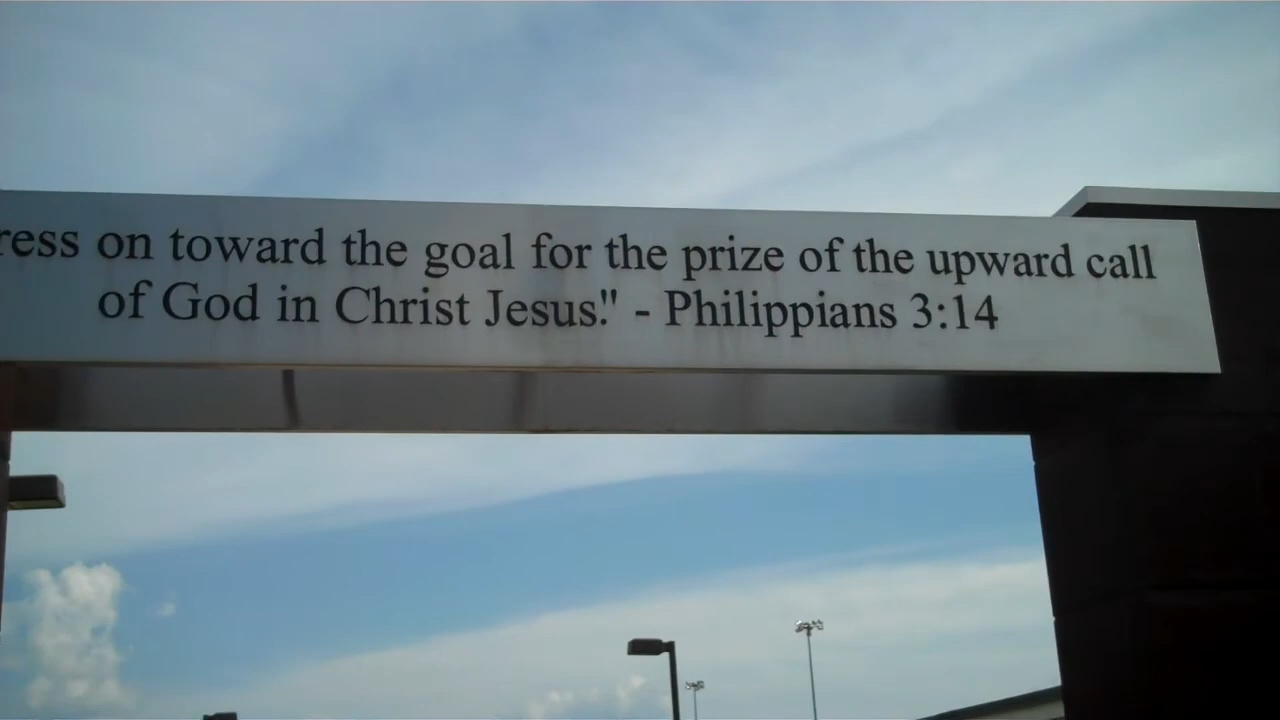 ress on toward the goal for the prize of the upward call
of God in Christ Jesus." - Philippians 3:14